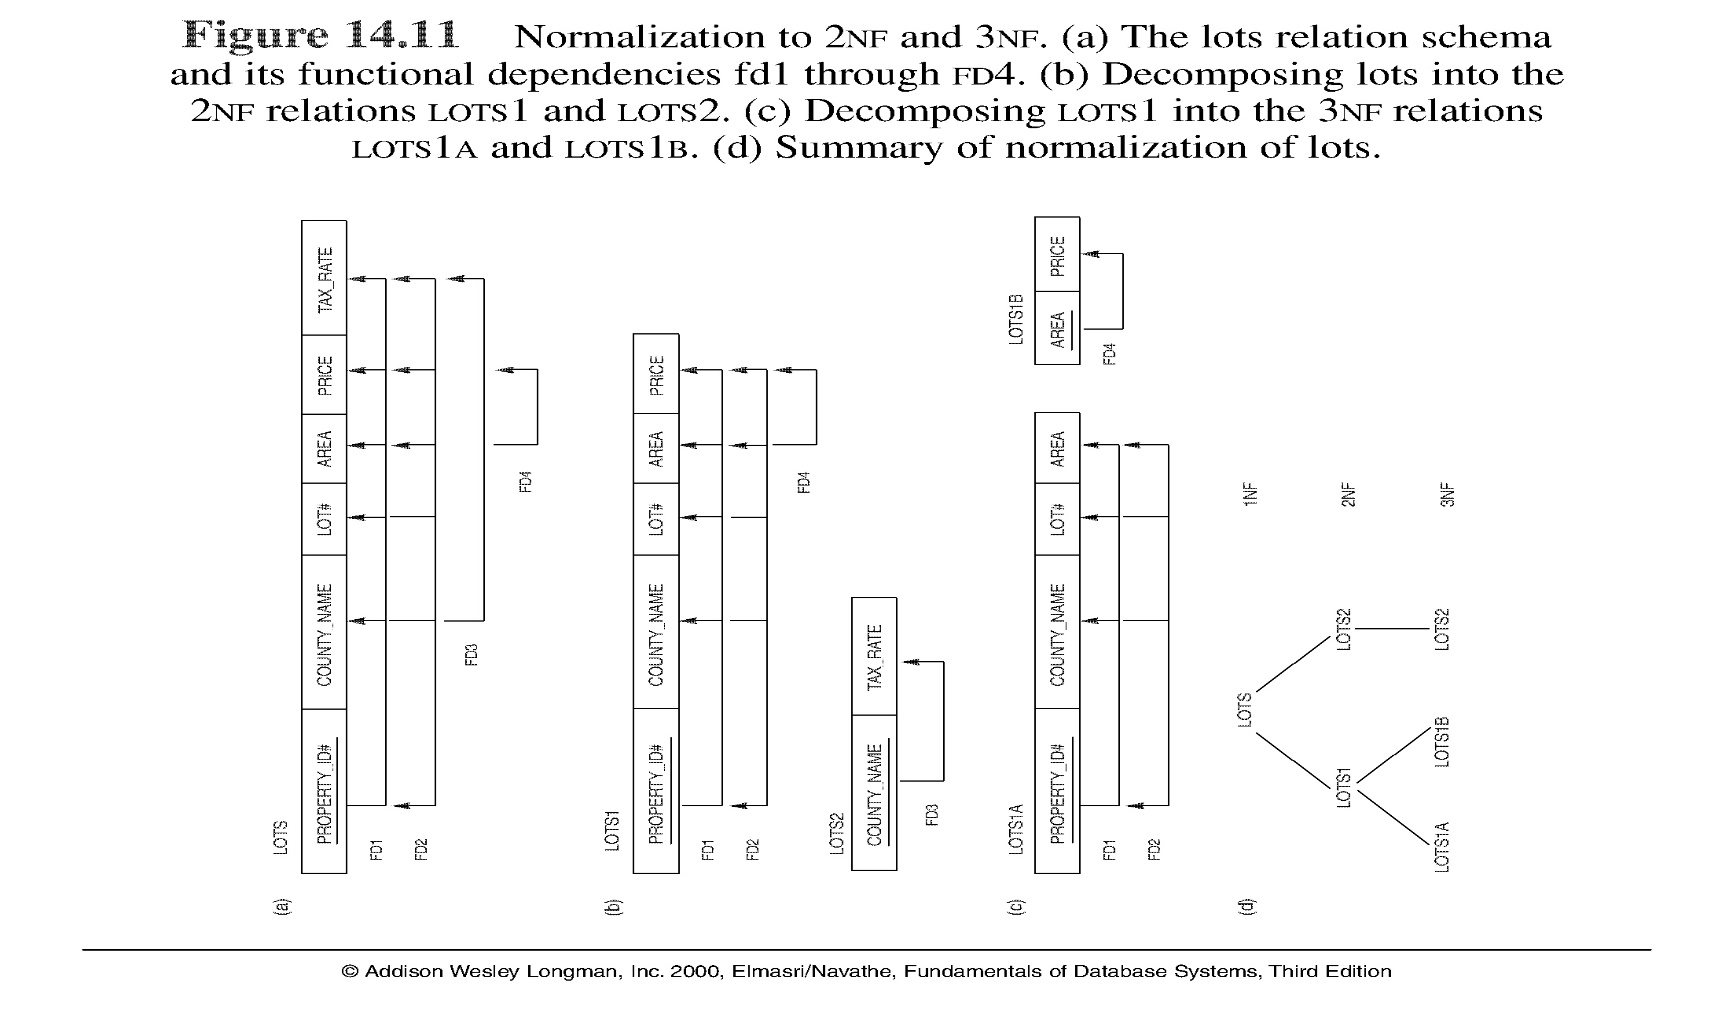 Figure 14.11 Normalization to 2NF and 3NF. (a) The lots relation schema
and its functional dependencies fd1 through FD4. (b) Decomposing lots into the
2NF relations LOTS1 and LOTS2. (c) Decomposing LOTS1 into the 3NF relations
LOTS1A and LOTS1B. (d) Summary of normalization of lots.
(a)
LOTS
PROPERTY_ID# COUNTY_NAME LOT# AREA PRICE TAX_RATE
FD1
FD2
FD3
FD4
(b)
LOTS1
PROPERTY_ID# COUNTY_NAME LOT# AREA PRICE
FD1
FD2
FD4
LOTS2
COUNTY_NAME TAX_RATE
FD3
(c)
LOTS1A
PROPERTY_ID# COUNTY_NAME LOT# AREA
FD1
FD2
LOTS1B
AREA PRICE
FD4
(d)
LOTS 1NF
LOTS1 LOTS2 2NF
LOTS1A LOTS1B LOTS2 3NF
© Addison Wesley Longman, Inc. 2000, Elmasri/Navathe, Fundamentals of Database Systems, Third Edition